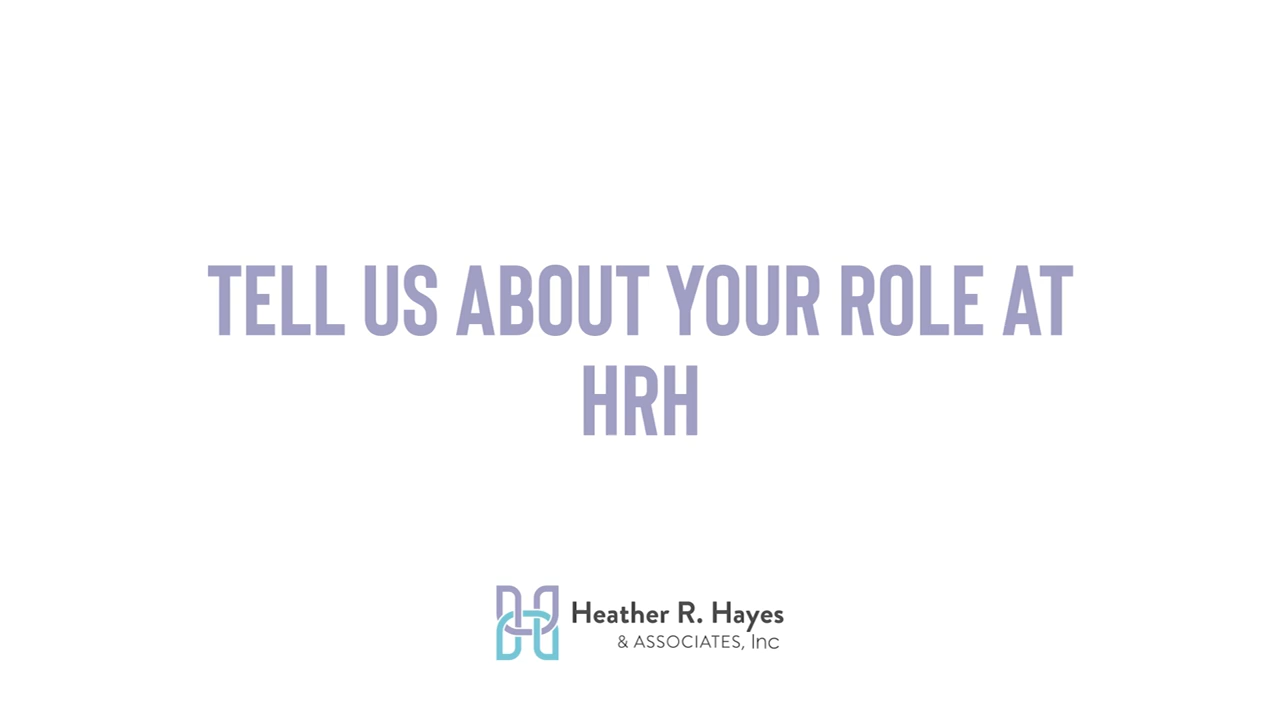 TELL US ABOUT YOUR ROLE AT
HRH
Heather R. Hayes
& ASSOCIATES, Inc